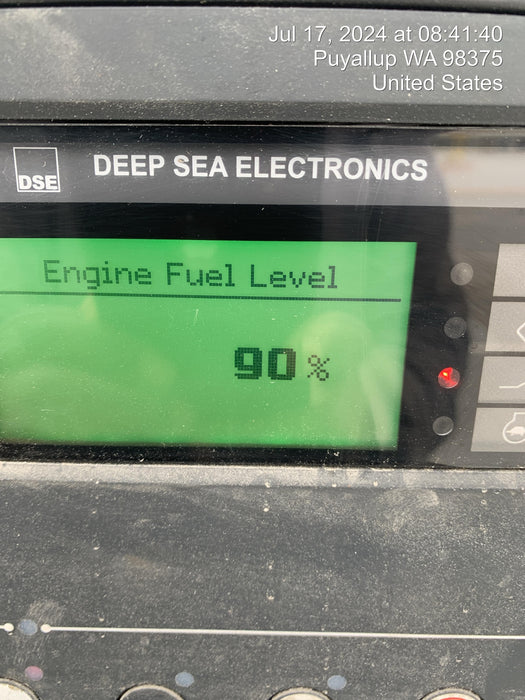 Jul 17, 2024 at 08:41:40
Puyallup WA 98375
United States
DSE
DEEP SEA ELECTRONICS
Engine Fuel Level
90 %